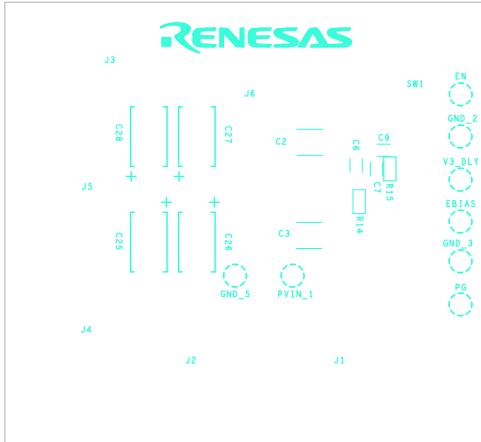 RENESAS
J3
EN
SW1
J6
GND_2
C28
C27
C9
C2
C6
V3_DLY
J5
C7
R15
EBIAS
R14
C3
C25
C26
GND_3
PG
GND_5
PVIN_1
J4
J2
J1